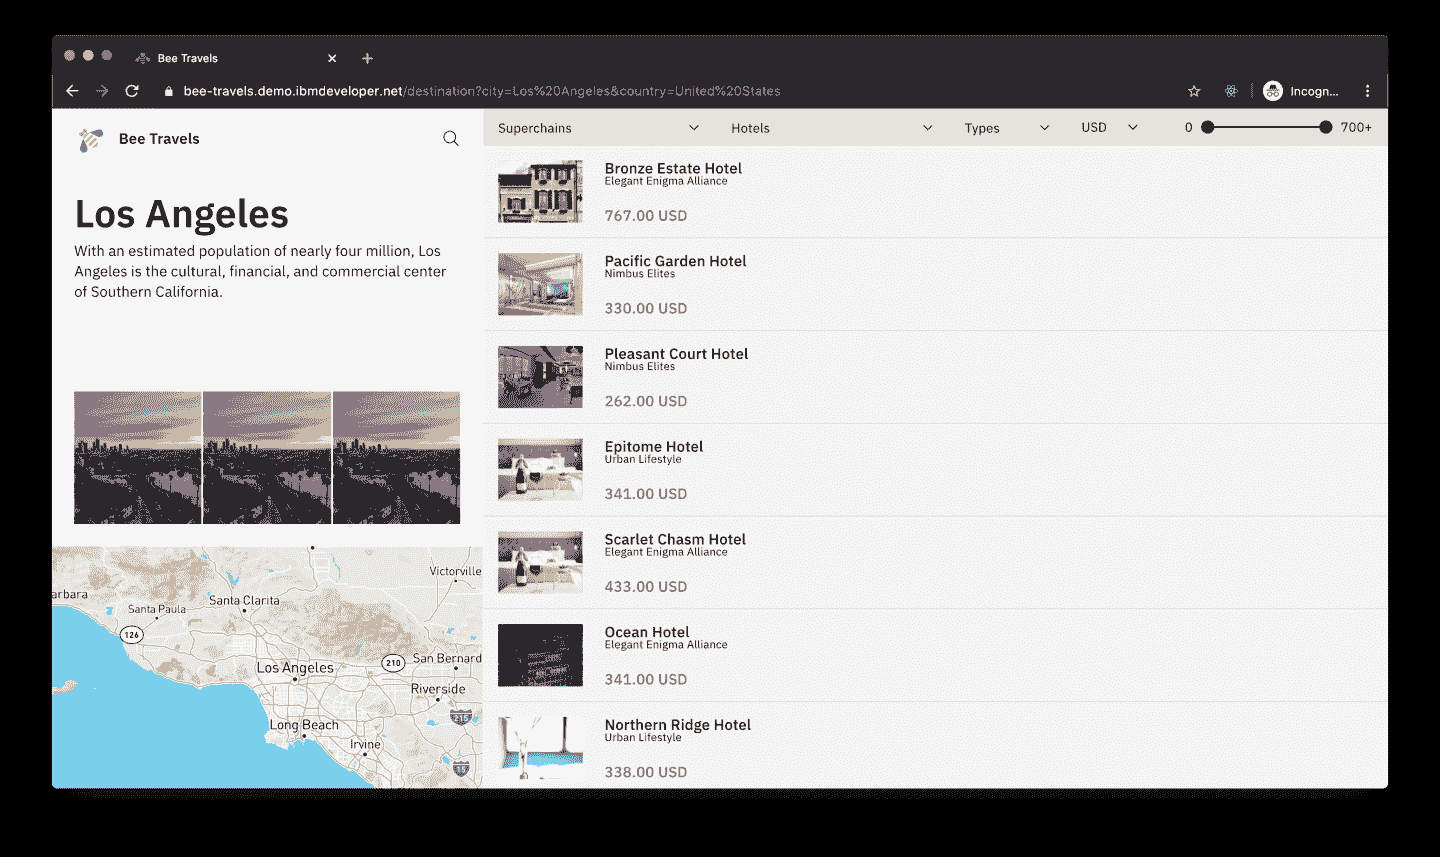 Bee Travels
bee-travels.demo.ibmdeveloper.net/destination?city=Los%20Angeles&country=United%20States
Incogn...
Bee Travels
Los Angeles
With an estimated population of nearly four million, Los
Angeles is the cultural, financial, and commercial center
of Southern California.
Victorville
arbara
Santa Paula
Santa Clarita
126
Los Angeles
210
San Bernard
Riverside
215
Long Beach
Irvine
15
Superchains
Hotels
Types
USD
0
700+
Bronze Estate Hotel
Elegant Enigma Alliance
767.00 USD
Pacific Garden Hotel
Nimbus Elites
330.00 USD
Pleasant Court Hotel
Nimbus Elites
262.00 USD
Epitome Hotel
Urban Lifestyle
341.00 USD
Scarlet Chasm Hotel
Elegant Enigma Alliance
433.00 USD
Ocean Hotel
Elegant Enigma Alliance
341.00 USD
Northern Ridge Hotel
Urban Lifestyle
338.00 USD